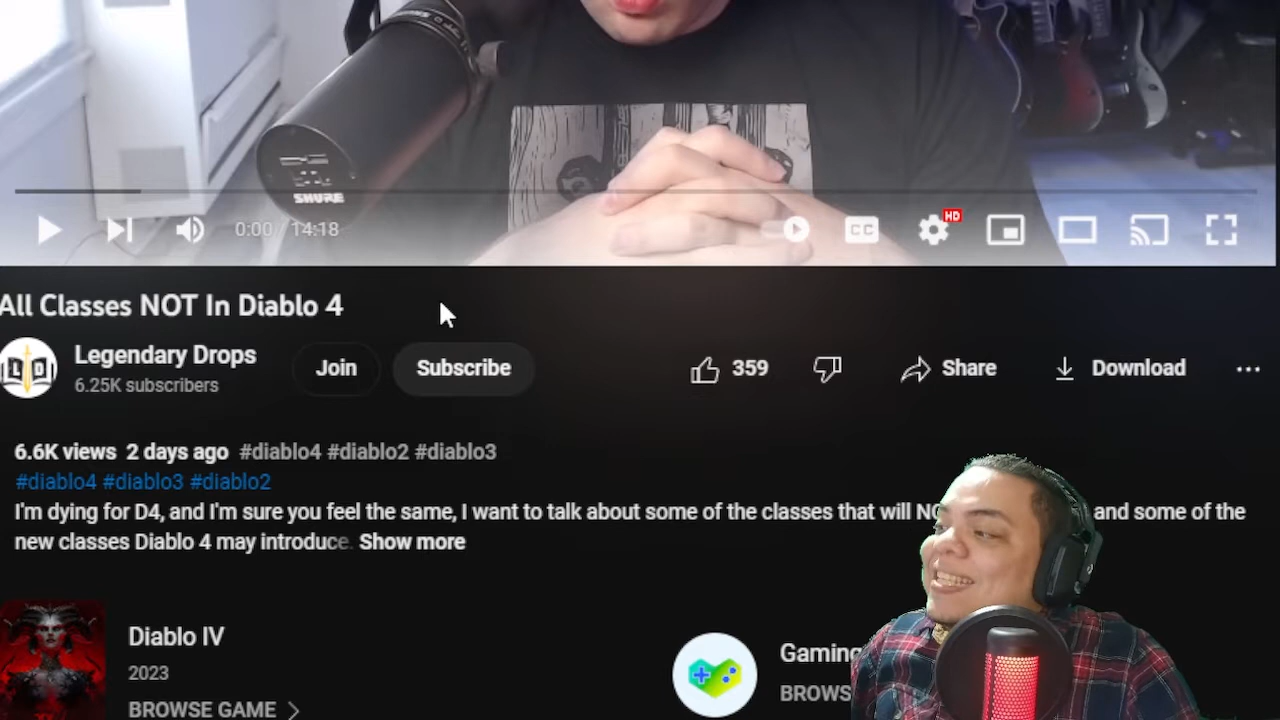 SHURE
0:00 14:18
CC
HD
All Classes NOT In Diablo 4
LD
Legendary Drops
6.25K subscribers
Join
Subscribe
359
Share
Download
6.6K views 2 days ago #diablo4 #diablo2 #diablo3
#diablo4 #diablo3 #diablo2
I'm dying for D4, and I'm sure you feel the same, I want to talk about some of the classes that will and some of the
new classes Diablo 4 may introduce. Show more
Diablo IV
2023
BROWSE GAME
Gaming
BROWS